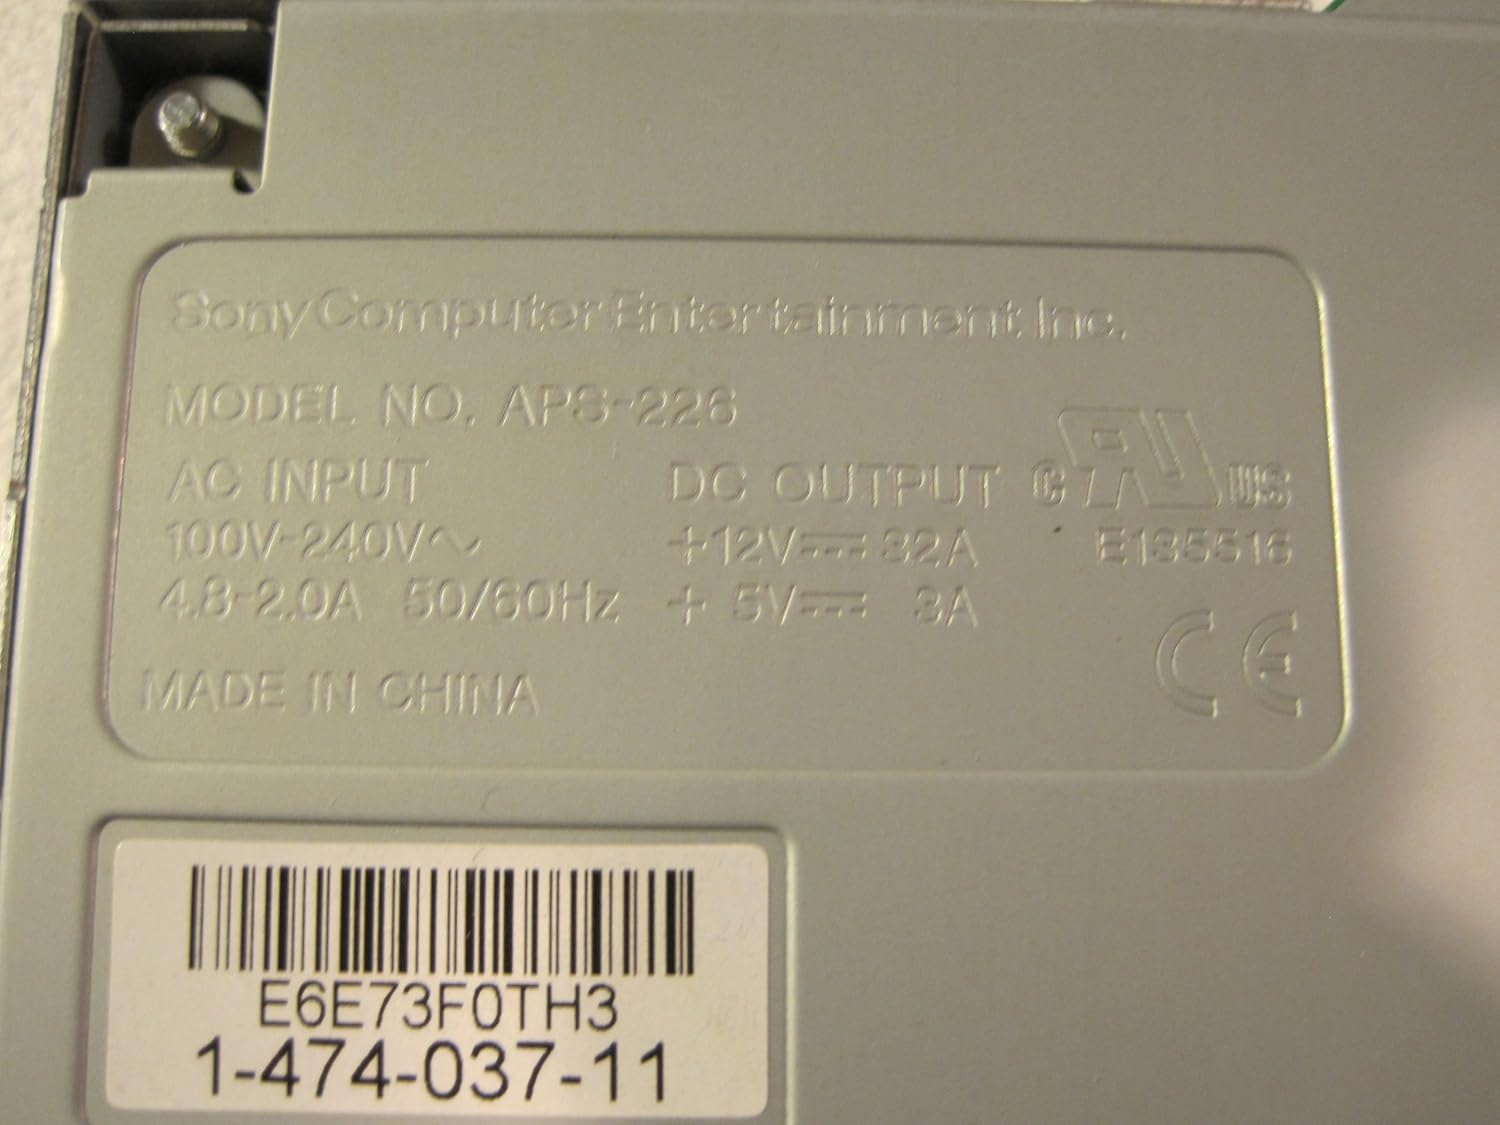 Sony Computer Entertainment Inc.
MODEL NO. APS-226
AC INPUT
100V-240V~
4.8-2.0A 50/60Hz
DC OUTPUT
+12V⎓ 32A
+ 5V⎓ 3A
c RU US
E135516
CE
MADE IN CHINA
E6E73F0TH3
1-474-037-11